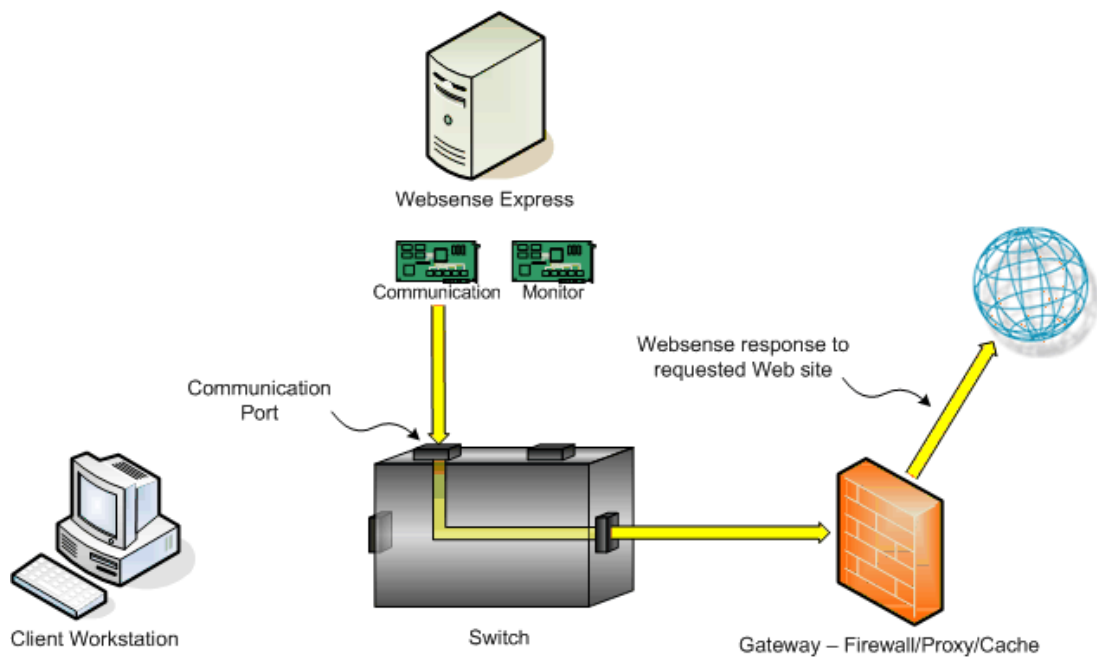 Websense Express
Communication
Monitor
Websense response to
requested Web site
Communication
Port
Client Workstation
Switch
Gateway – Firewall/Proxy/Cache